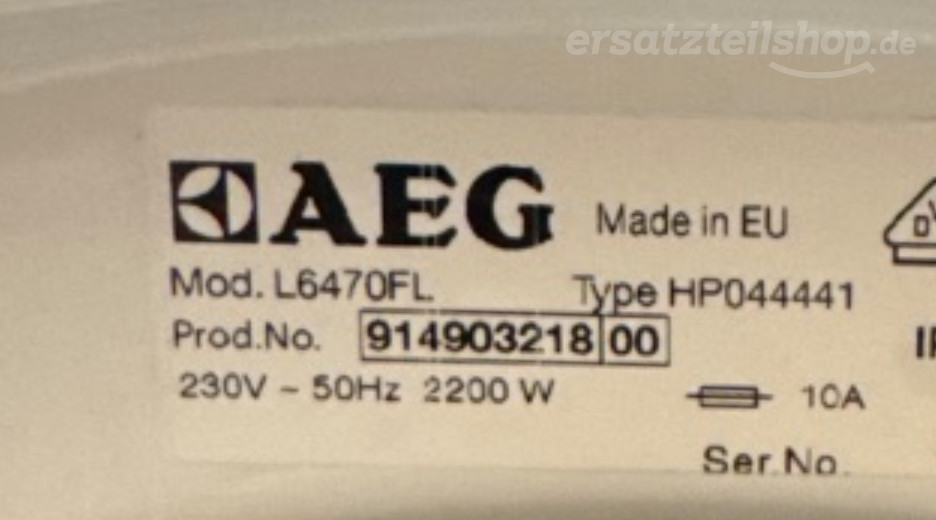 ersatzteilshop.de
AEG Made in EU
Mod. L6470FL Type HP044441
Prod.No. 914903218 00
230V ~ 50Hz 2200 W 10A
Ser.No.